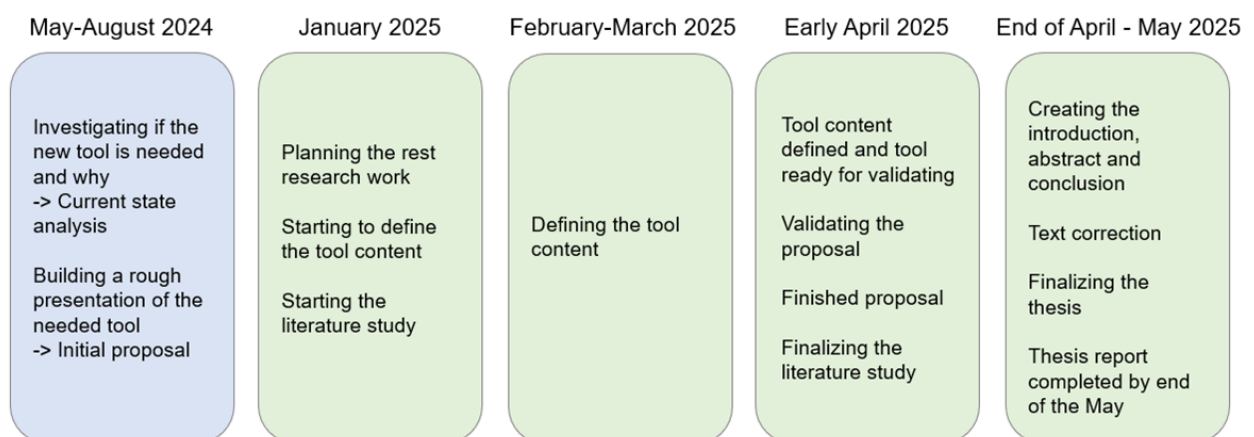 May-August 2024
Investigating if the
new tool is needed
and why
-> Current state
analysis
Building a rough
presentation of the
needed tool
-> Initial proposal
January 2025
Planning the rest
research work
Starting to define
the tool content
Starting the
literature study
February-March 2025
Defining the tool
content
Early April 2025
Tool content
defined and tool
ready for validating
Validating the
proposal
Finished proposal
Finalizing the
literature study
End of April - May 2025
Creating the
introduction,
abstract and
conclusion
Text correction
Finalizing the
thesis
Thesis report
completed by end
of the May